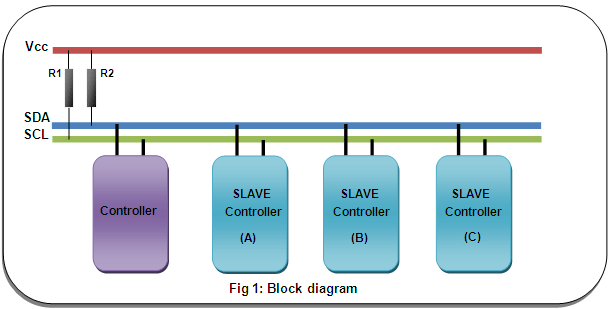 Vcc
R1
R2
SDA
SCL
Controller
SLAVE
Controller
(A)
SLAVE
Controller
(B)
SLAVE
Controller
(C)
Fig 1: Block diagram